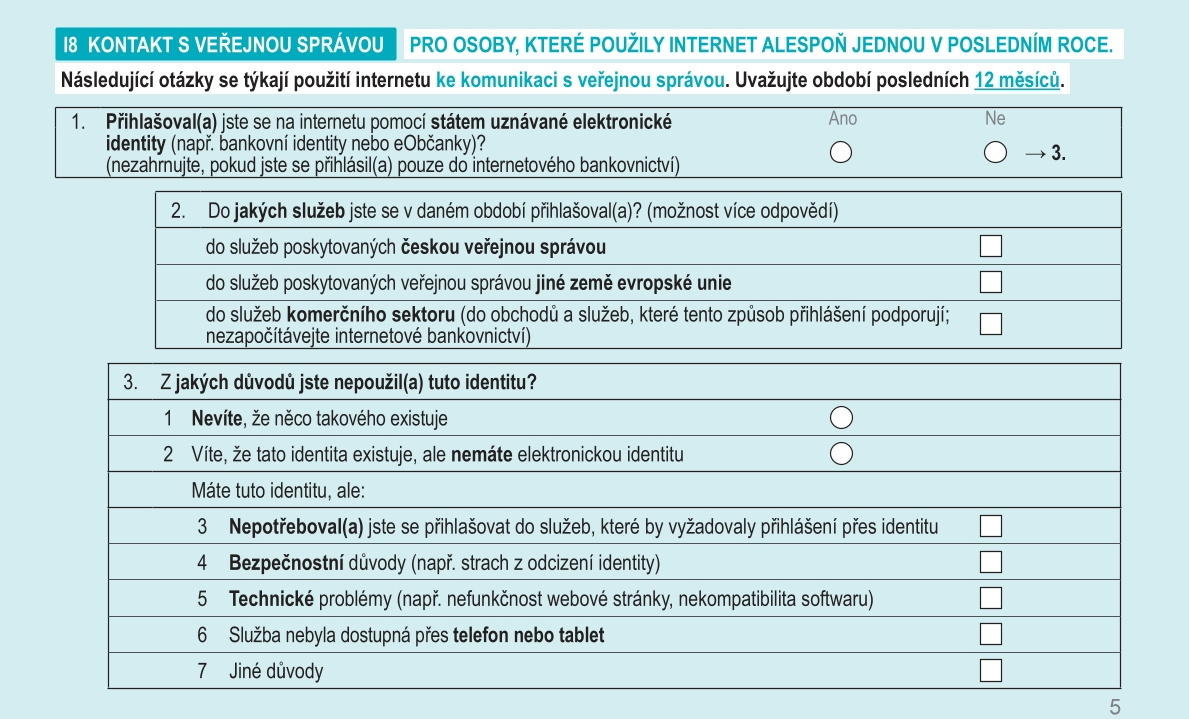 I8 KONTAKT S VEŘEJNOU SPRÁVOU PRO OSOBY, KTERÉ POUŽILY INTERNET ALESPOŇ JEDNOU V POSLEDNÍM ROCE.
Následující otázky se týkají použití internetu ke komunikaci s veřejnou správou. Uvažujte období posledních 12 měsíců.
1. Přihlašoval(a) jste se na internetu pomocí státem uznávané elektronické
identity (např. bankovní identity nebo eObčanky)?
(nezahrnujte, pokud jste se přihlásil(a) pouze do internetového bankovnictví)
Ano Ne
→ 3.
2. Do jakých služeb jste se v daném období přihlašoval(a)? (možnost více odpovědí)
do služeb poskytovaných českou veřejnou správou
do služeb poskytovaných veřejnou správou jiné země evropské unie
do služeb komerčního sektoru (do obchodů a služeb, které tento způsob přihlášení podporují;
nezapočítávejte internetové bankovnictví)
3. Z jakých důvodů jste nepoužil(a) tuto identitu?
1 Nevíte, že něco takového existuje
2 Víte, že tato identita existuje, ale nemáte elektronickou identitu
Máte tuto identitu, ale:
3 Nepotřeboval(a) jste se přihlašovat do služeb, které by vyžadovaly přihlášení přes identitu
4 Bezpečnostní důvody (např. strach z odcizení identity)
5 Technické problémy (např. nefunkčnost webové stránky, nekompatibilita softwaru)
6 Služba nebyla dostupná přes telefon nebo tablet
7 Jiné důvody
5